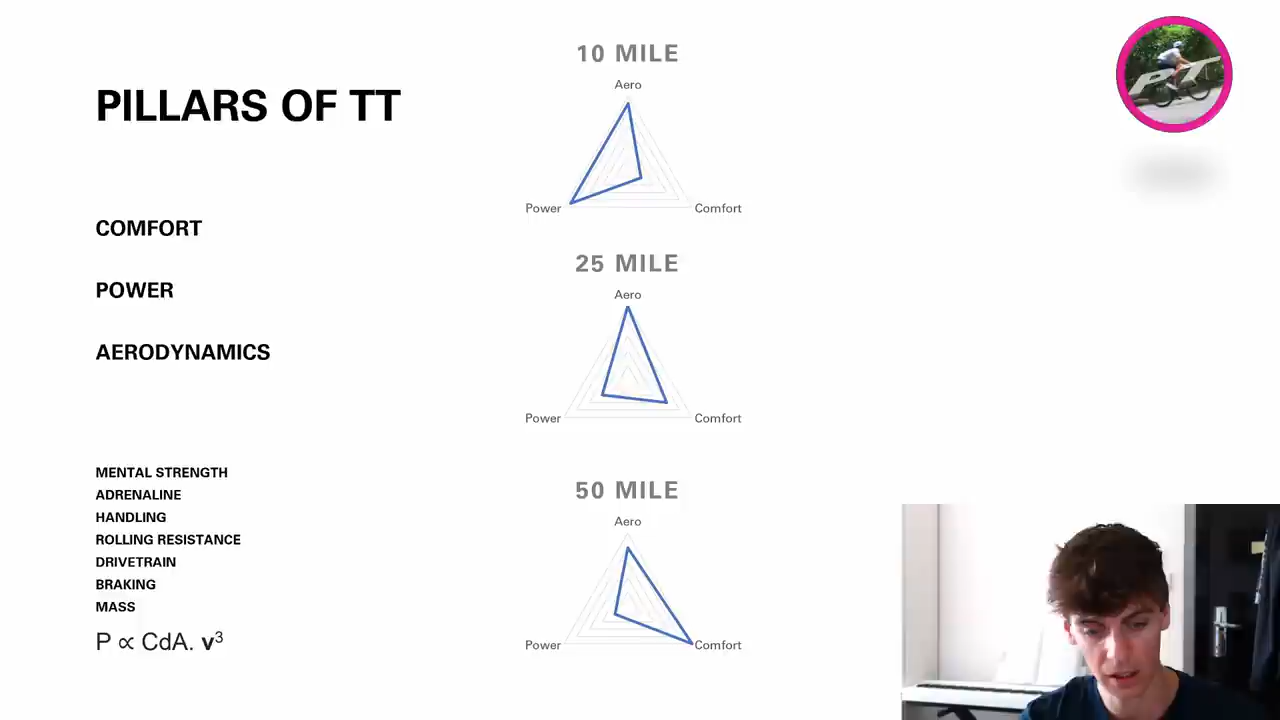 PILLARS OF TT
COMFORT
POWER
AERODYNAMICS
MENTAL STRENGTH
ADRENALINE
HANDLING
ROLLING RESISTANCE
DRIVETRAIN
BRAKING
MASS
P ∝ CdA. v³
10 MILE
Aero
Power
Comfort
25 MILE
Aero
Power
Comfort
50 MILE
Aero
Power
Comfort
PT